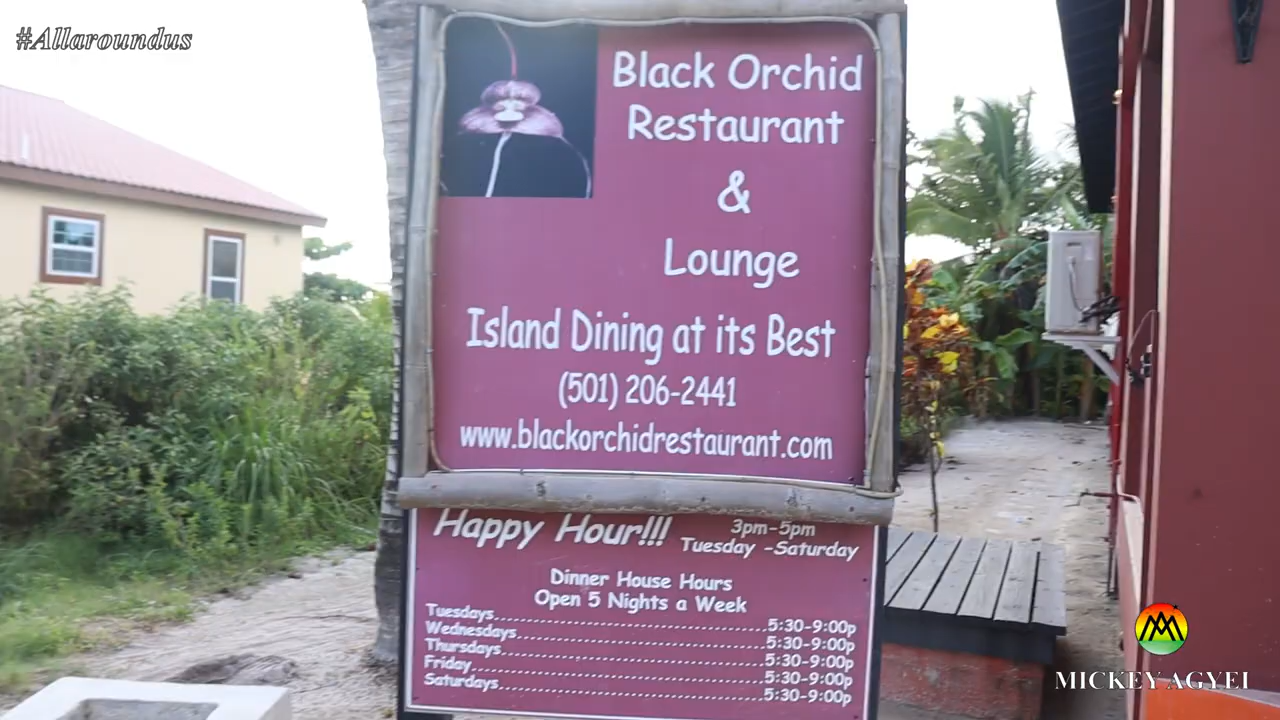 #Allaroundus
Black Orchid
Restaurant
&
Lounge
Island Dining at its Best
(501) 206-2441
www.blackorchidrestaurant.com
Happy Hour!!! 3pm-5pm
Tuesday -Saturday
Dinner House Hours
Open 5 Nights a Week
Tuesdays..............................5:30-9:00p
Wednesdays..............................5:30-9:00p
Thursdays..............................5:30-9:00p
Friday..............................5:30-9:00p
Saturdays..............................5:30-9:00p
MICKEY AGYEI